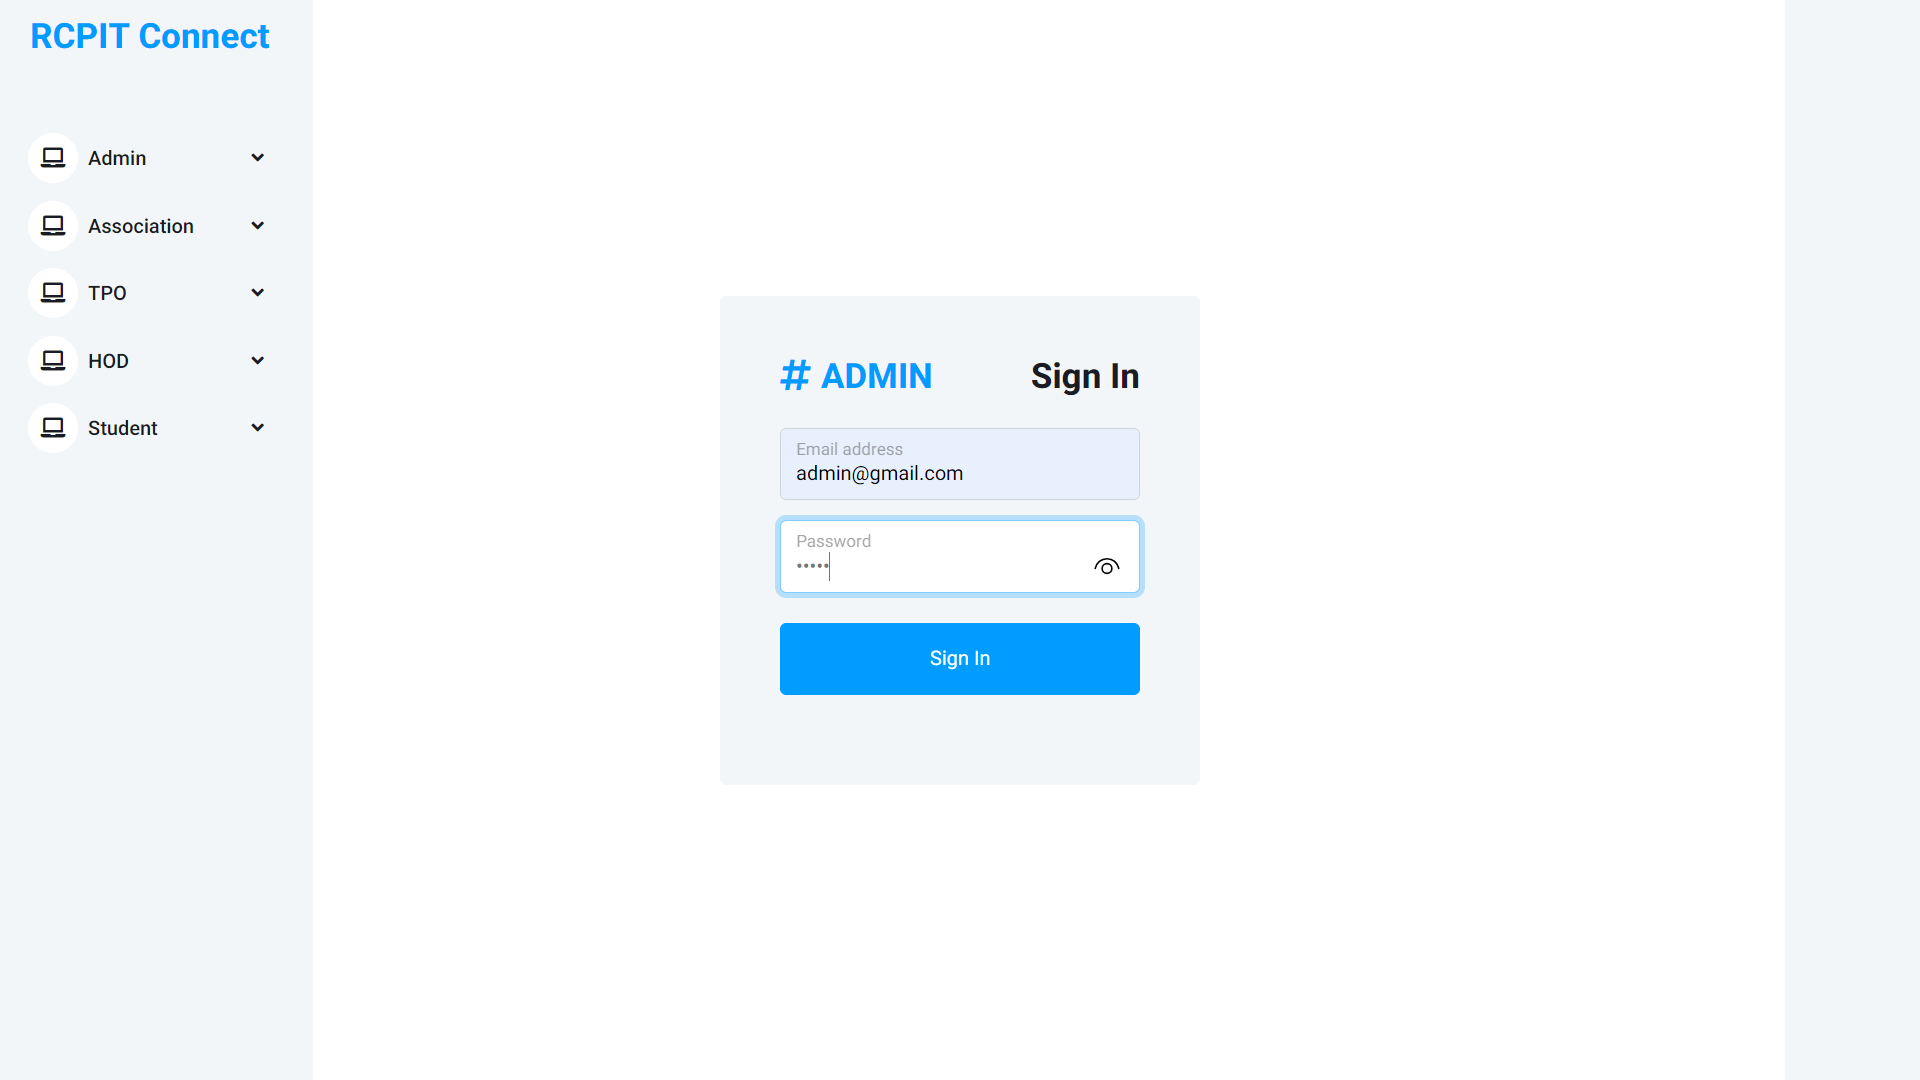 RCPIT Connect
Admin
Association
TPO
HOD
Student
# ADMIN
Sign In
Email address
admin@gmail.com
Password
•••••
Sign In